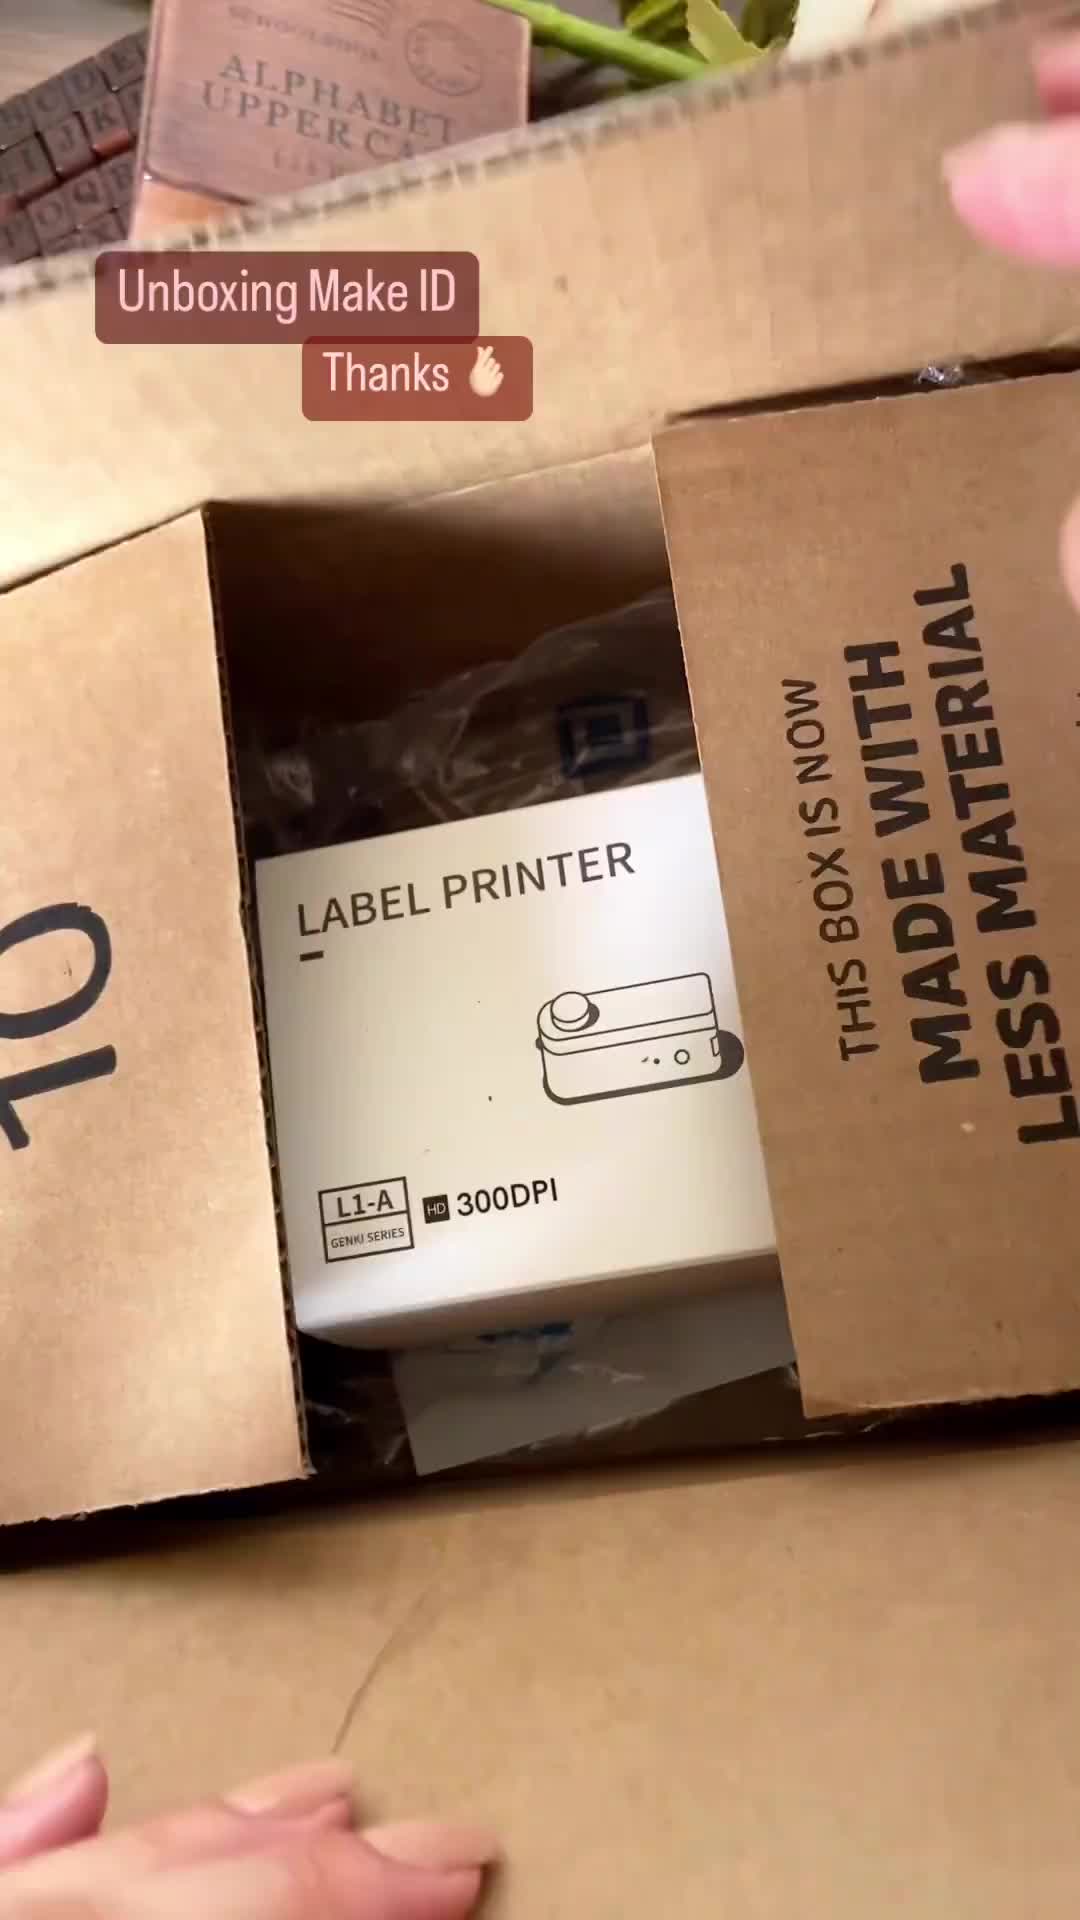 ALPHABET
UPPER CA
Unboxing Make ID
Thanks 🫰🏻
LABEL PRINTER
L1-A
GENKI SERIES
HD 300DPI
THIS BOX IS NOW
MADE WITH
LESS MATERIAL
10